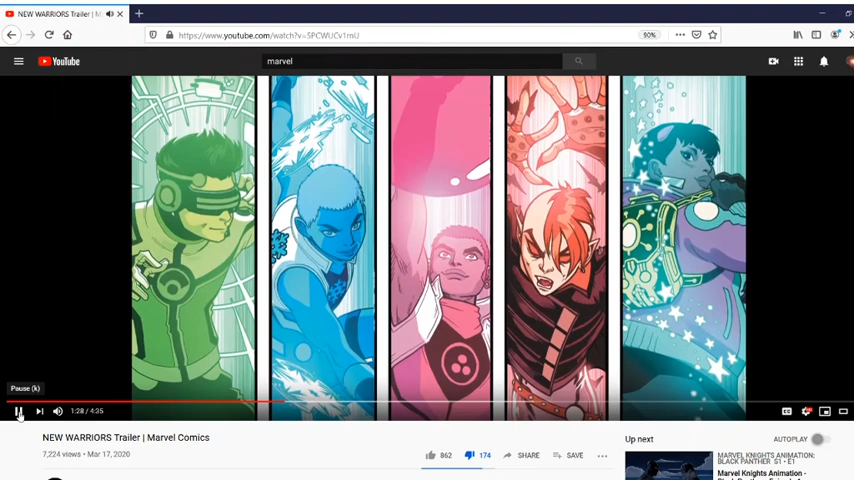 NEW WARRIORS Trailer | M
https://www.youtube.com/watch?v=5PCWUCv1mU
90%
YouTube
marvel
Pause (k)
1:28 / 4:35
NEW WARRIORS Trailer | Marvel Comics
7,224 views • Mar 17, 2020
862
174
SHARE
SAVE
Up next
AUTOPLAY
MARVEL KNIGHTS ANIMATION:
BLACK PANTHER S1 • E1
Marvel Knights Animation -